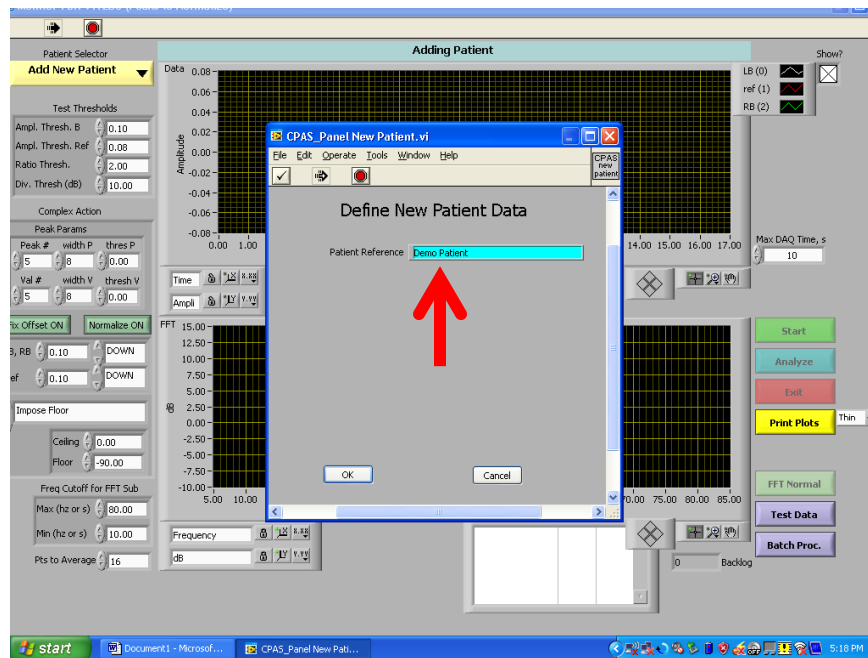 Patient Selector
Add New Patient
Adding Patient
Show?
Data
LB (0)
ref (1)
RB (2)
0.08
0.06
0.04
0.02
0.00
-0.02
-0.04
-0.06
-0.08
Amplitude
0.00 1.00
14.00 15.00 16.00 17.00
Test Thresholds
Ampl. Thresh. B 0.10
Ampl. Thresh. Ref 0.08
Ratio Thresh. 2.00
Div. Thresh (dB) 10.00
Complex Action
Peak Params
Peak # width P thres P
5 8 0.00
Val # width V thresh V
5 8 0.00
Offset ON Normalize ON
RB 0.10 DOWN
0.10 DOWN
Impose Floor
Ceiling 0.00
Floor -90.00
Freq Cutoff for FFT Sub
Max (hz or s) 80.00
Min (hz or s) 10.00
Pts to Average 16
Time
Ampli
CPAS_Panel New Patient.vi
File Edit Operate Tools Window Help
CPAS
new
patient
Define New Patient Data
Patient Reference Demo Patient
OK Cancel
FFT
15.00
12.50
10.00
7.50
5.00
2.50
0.00
-2.50
-5.00
-7.50
-10.00
dB
5.00 10.00
70.00 75.00 80.00 85.00
Frequency
dB
Max DAQ Time, s
10
Start
Analyze
Exit
Print Plots
Thin
FFT Normal
Test Data
Batch Proc.
0 Backlog
start
Document1 - Microsof...
CPAS_Panel New Pati...
5:18 PM